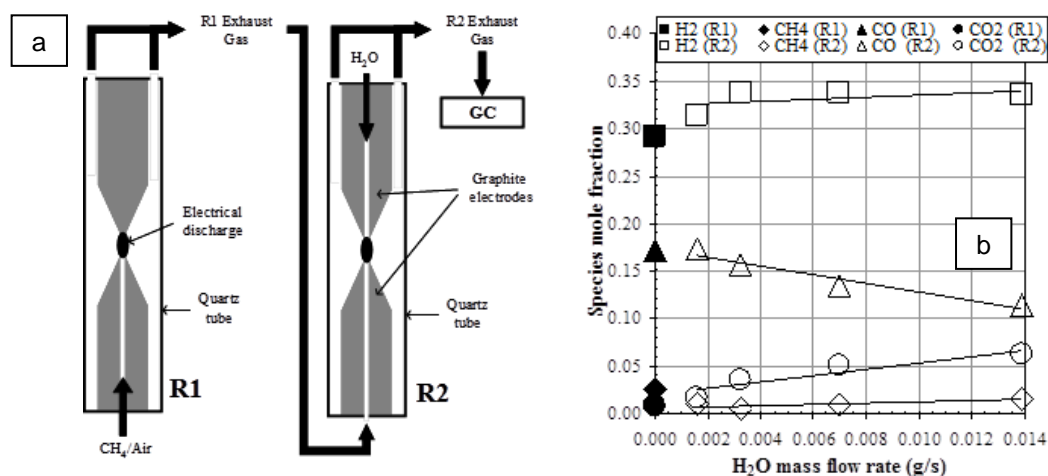 a
R1 Exhaust
Gas
R2 Exhaust
Gas
H2O
GC
Graphite
electrodes
Electrical
discharge
Quartz
tube
Quartz
tube
R1
R2
CH4/Air
b
H2 (R1) CH4 (R1) CO (R1) CO2 (R1)
H2 (R2) CH4 (R2) CO (R2) CO2 (R2)
Species mole fraction
0.40
0.35
0.30
0.25
0.20
0.15
0.10
0.05
0.00
0.000 0.002 0.004 0.006 0.008 0.010 0.012 0.014
H2O mass flow rate (g/s)